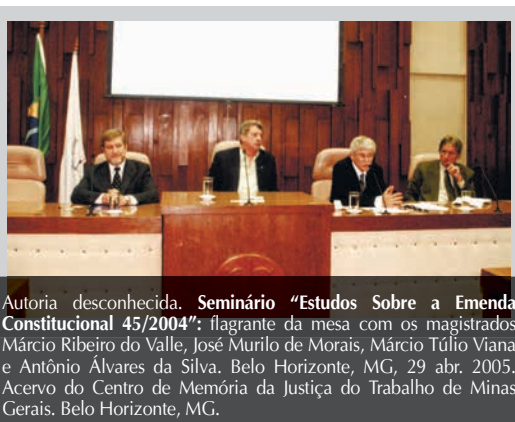 Autoria desconhecida. Seminário “Estudos Sobre a Emenda
Constitucional 45/2004”: flagrante da mesa com os magistrados
Márcio Ribeiro do Valle, José Murilo de Morais, Márcio Túlio Viana
e Antônio Álvares da Silva. Belo Horizonte, MG, 29 abr. 2005.
Acervo do Centro de Memória da Justiça do Trabalho de Minas
Gerais. Belo Horizonte, MG.